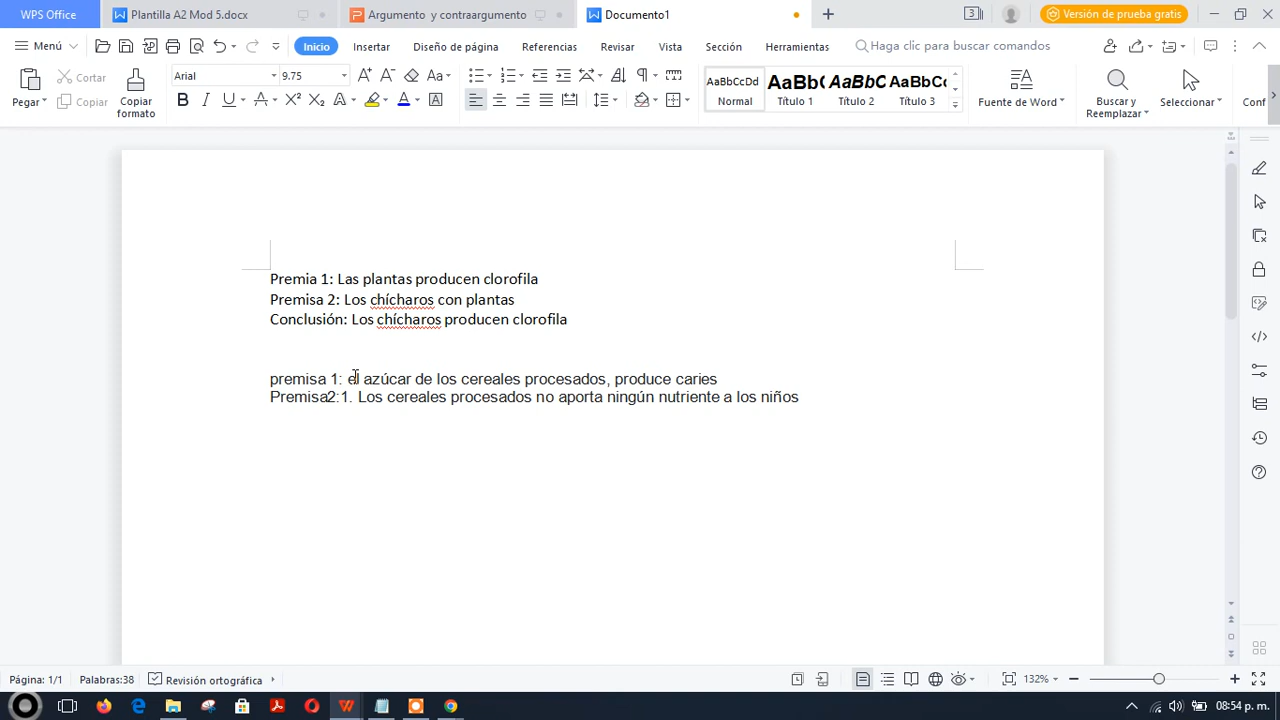 WPS Office Plantilla A2 Mod 5.docx Argumento y contraargumento Documento1 3 Versión de prueba gratis
Menú Inicio Insertar Diseño de página Referencias Revisar Vista Sección Herramientas Haga clic para buscar comandos
Pegar Cortar Copiar Copiar formato Arial 9.75 AaBbCcDd AaBb( AaBbC AaBbC Fuente de Word Buscar y Reemplazar Seleccionar Conf
Normal Título 1 Título 2 Título 3
Premia 1: Las plantas producen clorofila
Premisa 2: Los chícharos con plantas
Conclusión: Los chícharos producen clorofila
premisa 1: el azúcar de los cereales procesados, produce caries
Premisa2:1. Los cereales procesados no aporta ningún nutriente a los niños
Página: 1/1 Palabras:38 Revisión ortográfica 132%
08:54 p. m.